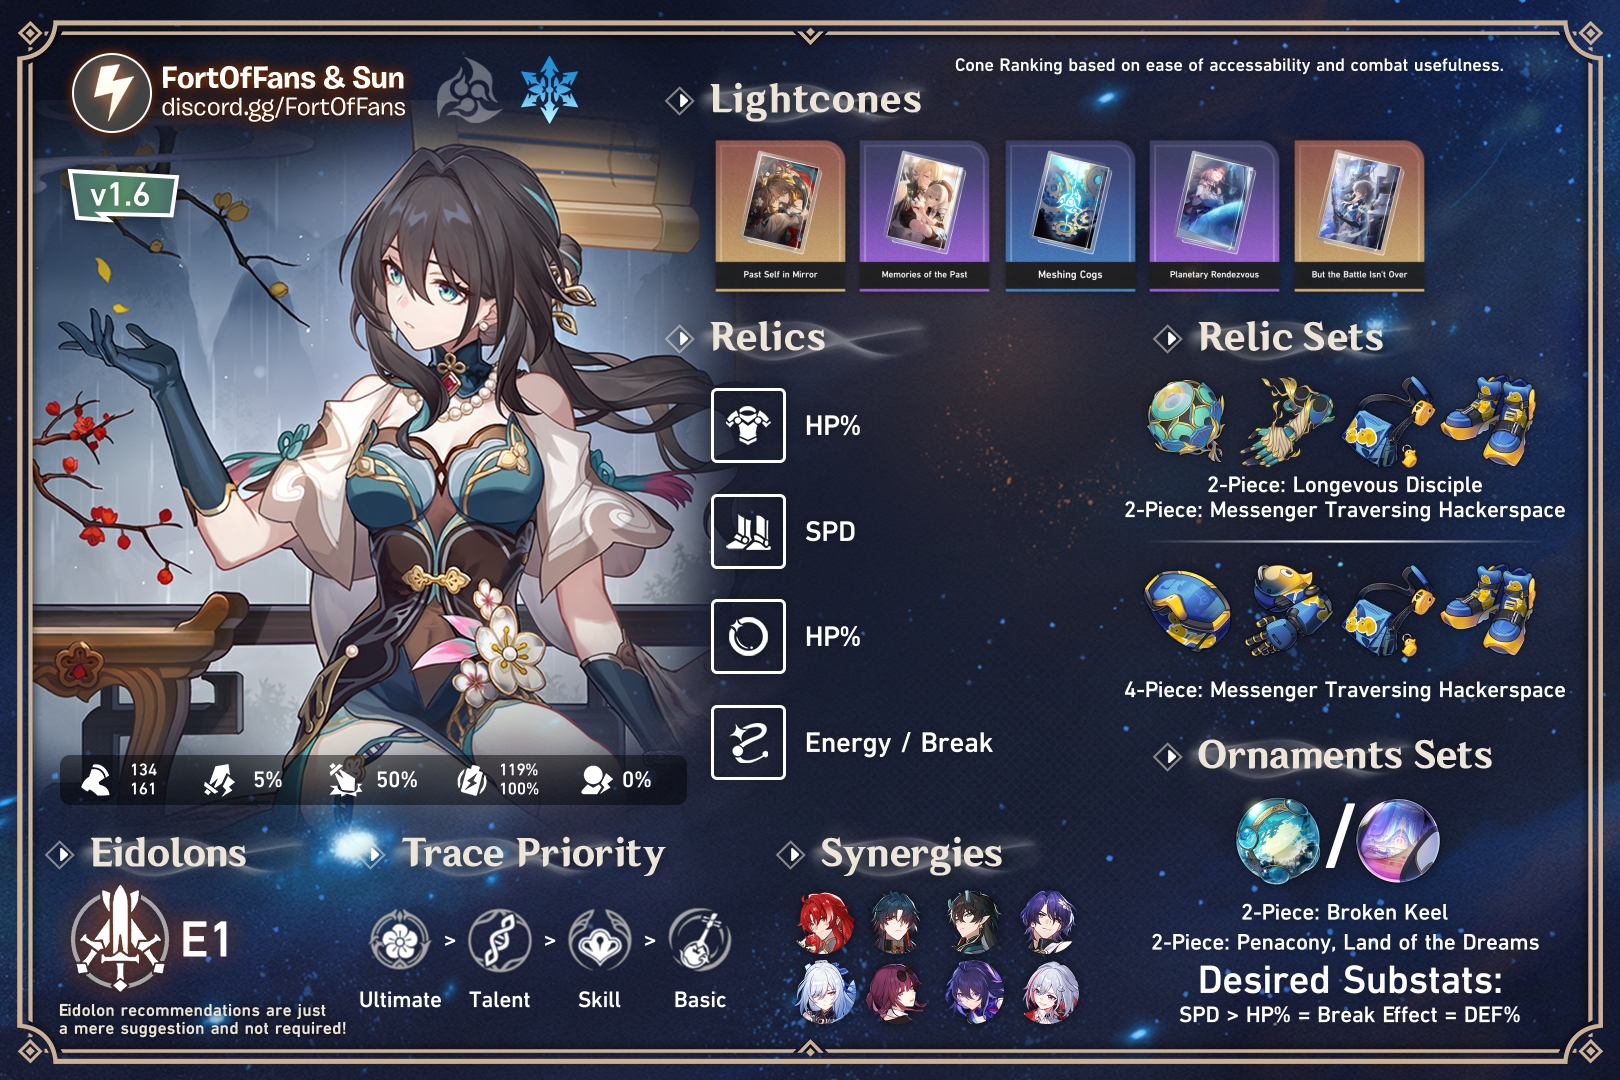 FortOfFans & Sun
discord.gg/FortOfFans
v1.6
Cone Ranking based on ease of accessability and combat usefulness.
Lightcones
Past Self in Mirror
Memories of the Past
Meshing Cogs
Planetary Rendezvous
But the Battle Isn't Over
Relics
HP%
SPD
HP%
Energy / Break
Relic Sets
2-Piece: Longevous Disciple
2-Piece: Messenger Traversing Hackerspace
4-Piece: Messenger Traversing Hackerspace
Ornaments Sets
/
2-Piece: Broken Keel
2-Piece: Penacony, Land of the Dreams
Desired Substats:
SPD > HP% = Break Effect = DEF%
134
161
5%
50%
119%
100%
0%
Eidolons
E1
Eidolon recommendations are just
a mere suggestion and not required!
Trace Priority
> > >
Ultimate Talent Skill Basic
Synergies